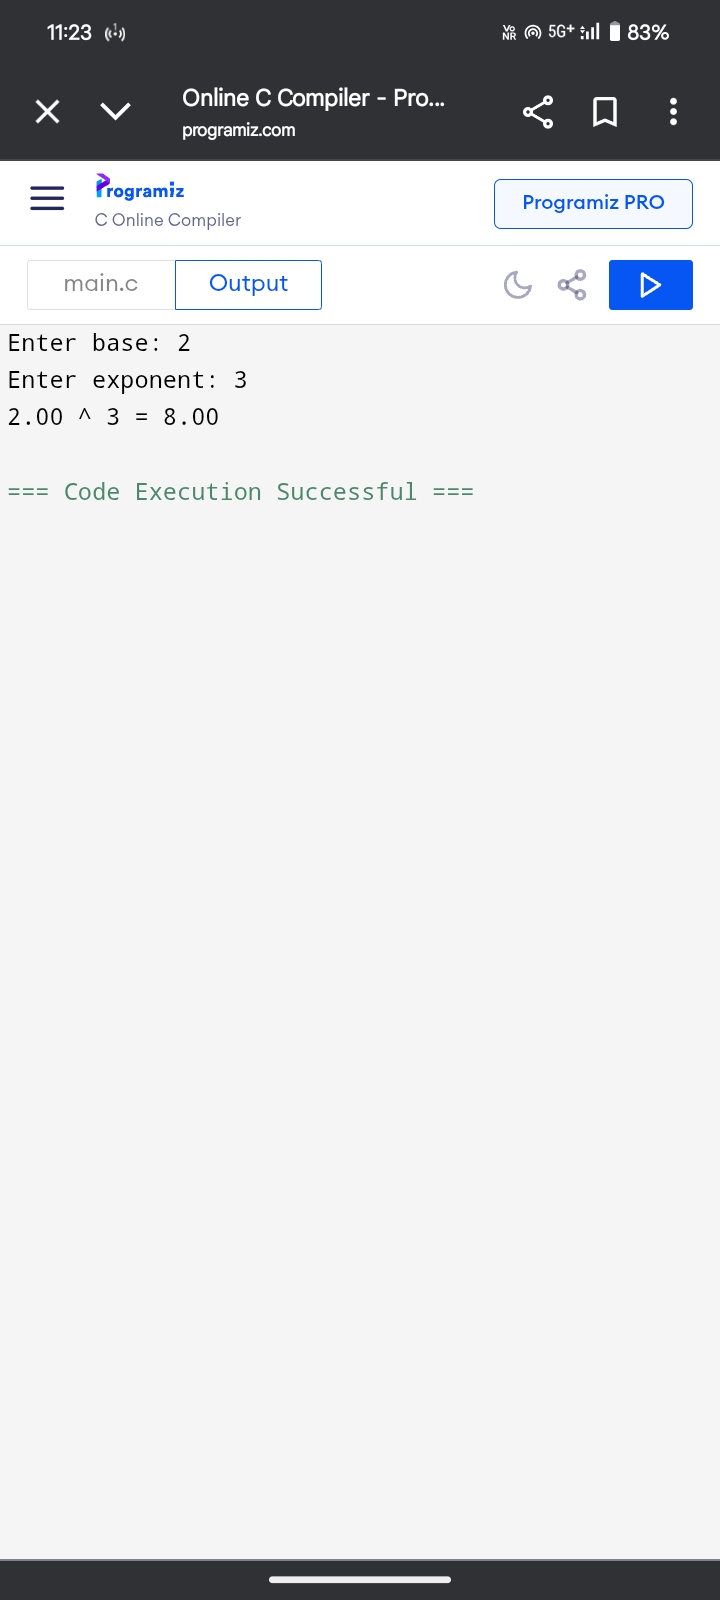 11:23
Vo NR 5G+ 83%
Online C Compiler - Pro...
programiz.com
Programiz
C Online Compiler
Programiz PRO
main.c
Output
Enter base: 2
Enter exponent: 3
2.00 ^ 3 = 8.00
=== Code Execution Successful ===